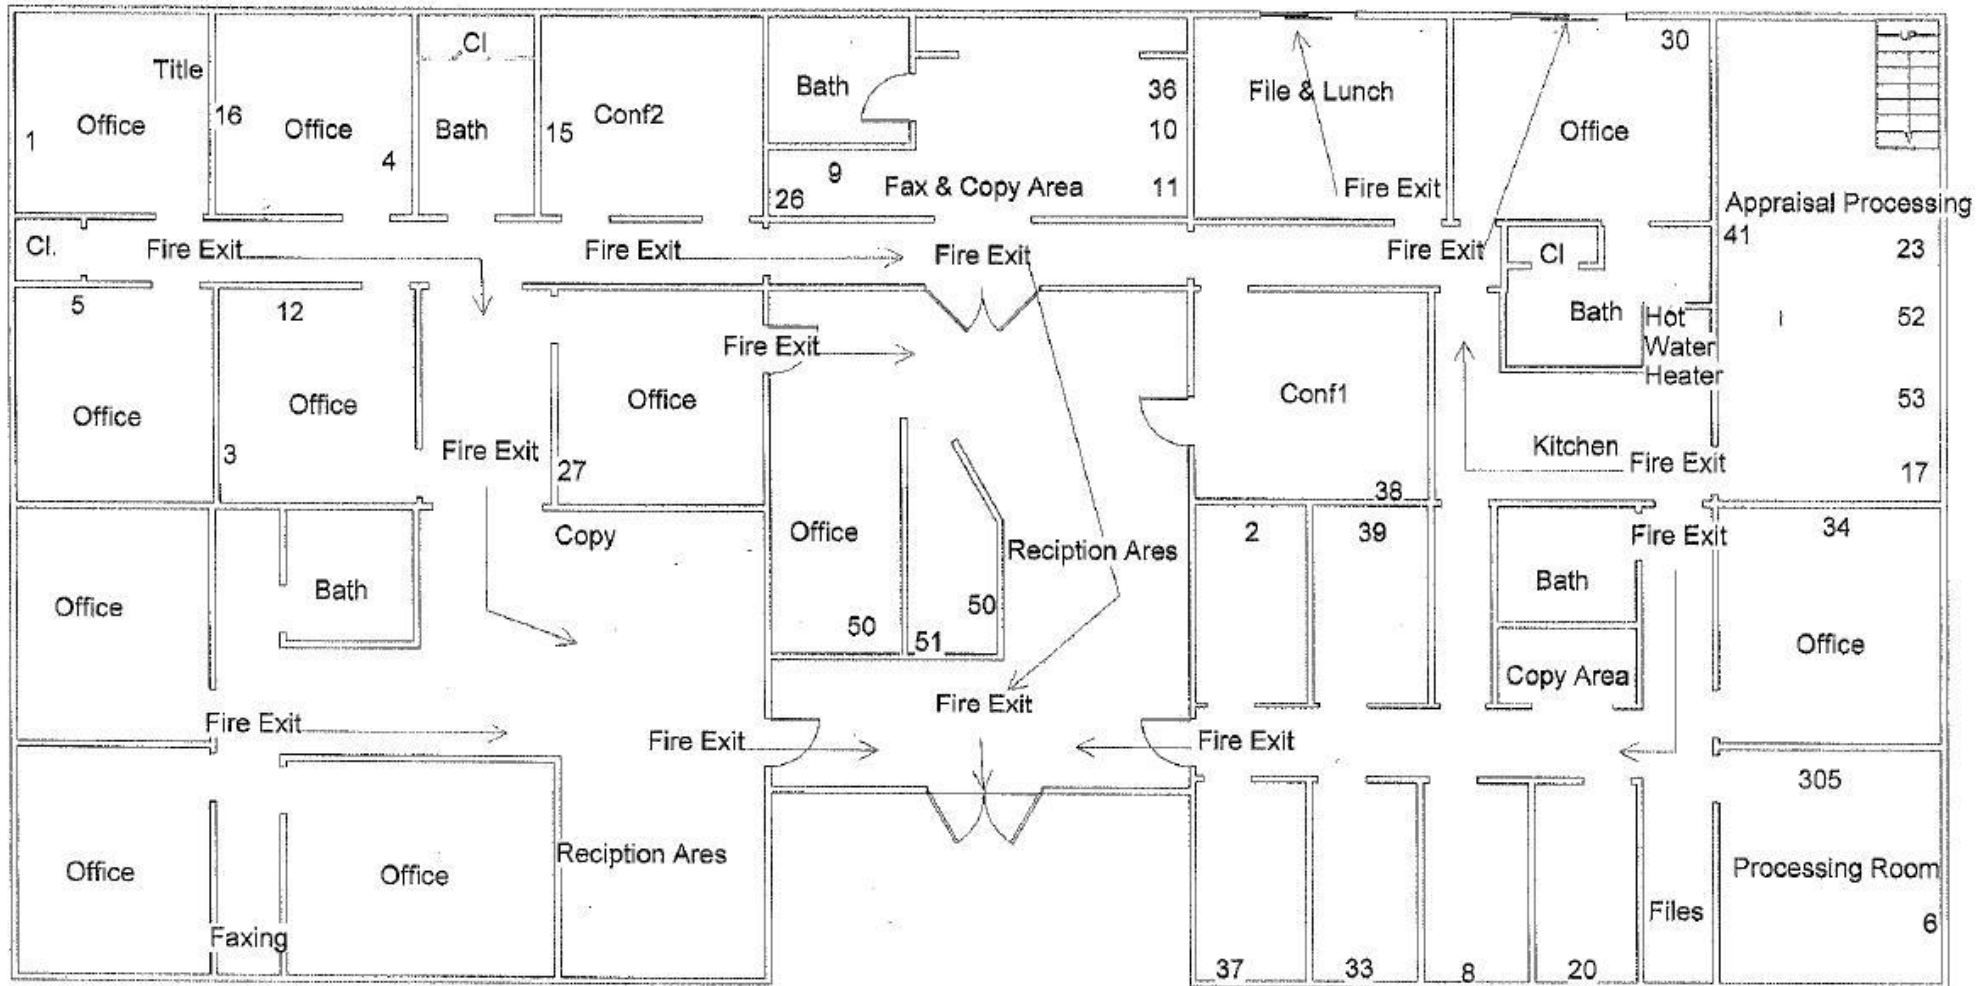 Title
Office
1
16
Office
4
Cl
Bath
15
Conf2
Bath
9
26
Fax & Copy Area
36
10
11
File & Lunch
Fire Exit
30
Office
UP
Appraisal Processing
41
23
52
53
17
Cl.
Fire Exit
Fire Exit
Fire Exit
Fire Exit
Cl
Bath
Hot
Water
Heater
5
Office
12
Office
3
Fire Exit
Office
27
Fire Exit
Conf1
38
Kitchen
Fire Exit
Office
Bath
Copy
Office
50
51
50
Reciption Ares
2
39
Bath
Copy Area
Fire Exit
34
Office
Fire Exit
Fire Exit
Fire Exit
Fire Exit
305
Processing Room
6
Office
Faxing
Office
Reciption Ares
37
33
8
20
Files